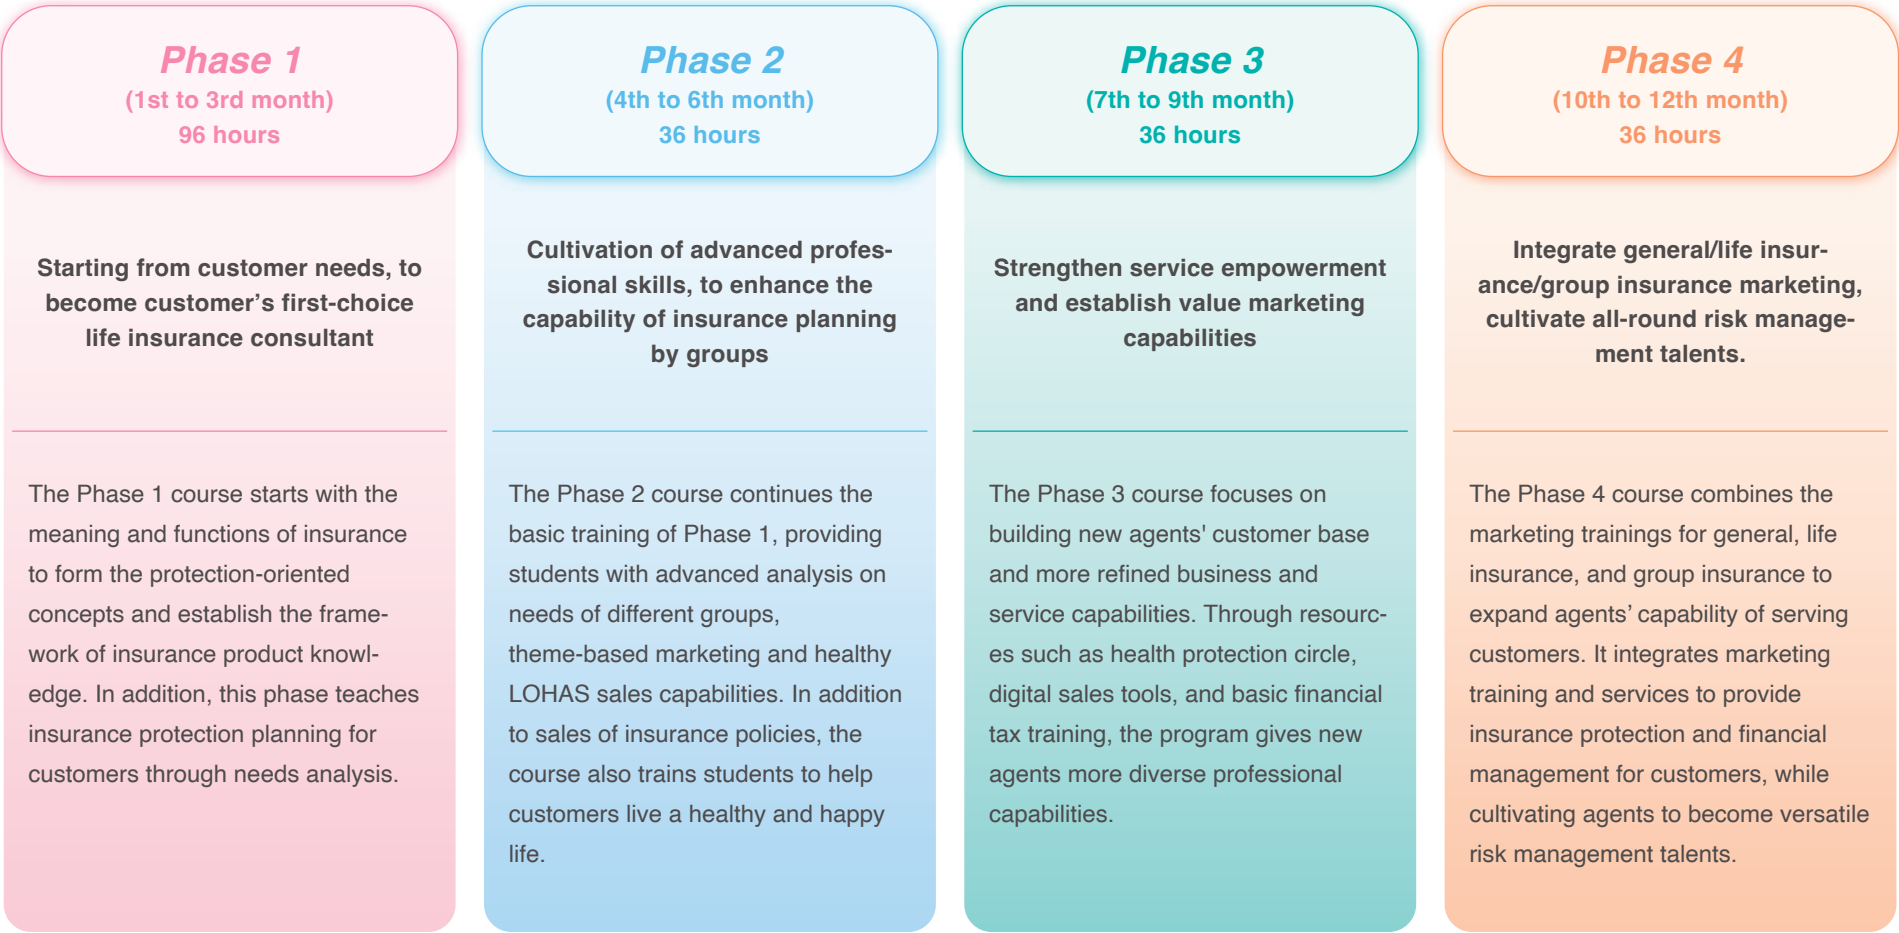 Phase 1
(1st to 3rd month)
96 hours
Starting from customer needs, to
become customer’s first-choice
life insurance consultant
The Phase 1 course starts with the
meaning and functions of insurance
to form the protection-oriented
concepts and establish the frame-
work of insurance product knowl-
edge. In addition, this phase teaches
insurance protection planning for
customers through needs analysis.
Phase 2
(4th to 6th month)
36 hours
Cultivation of advanced profes-
sional skills, to enhance the
capability of insurance planning
by groups
The Phase 2 course continues the
basic training of Phase 1, providing
students with advanced analysis on
needs of different groups,
theme-based marketing and healthy
LOHAS sales capabilities. In addition
to sales of insurance policies, the
course also trains students to help
customers live a healthy and happy
life.
Phase 3
(7th to 9th month)
36 hours
Strengthen service empowerment
and establish value marketing
capabilities
The Phase 3 course focuses on
building new agents' customer base
and more refined business and
service capabilities. Through resourc-
es such as health protection circle,
digital sales tools, and basic financial
tax training, the program gives new
agents more diverse professional
capabilities.
Phase 4
(10th to 12th month)
36 hours
Integrate general/life insur-
ance/group insurance marketing,
cultivate all-round risk manage-
ment talents.
The Phase 4 course combines the
marketing trainings for general, life
insurance, and group insurance to
expand agents’ capability of serving
customers. It integrates marketing
training and services to provide
insurance protection and financial
management for customers, while
cultivating agents to become versatile
risk management talents.